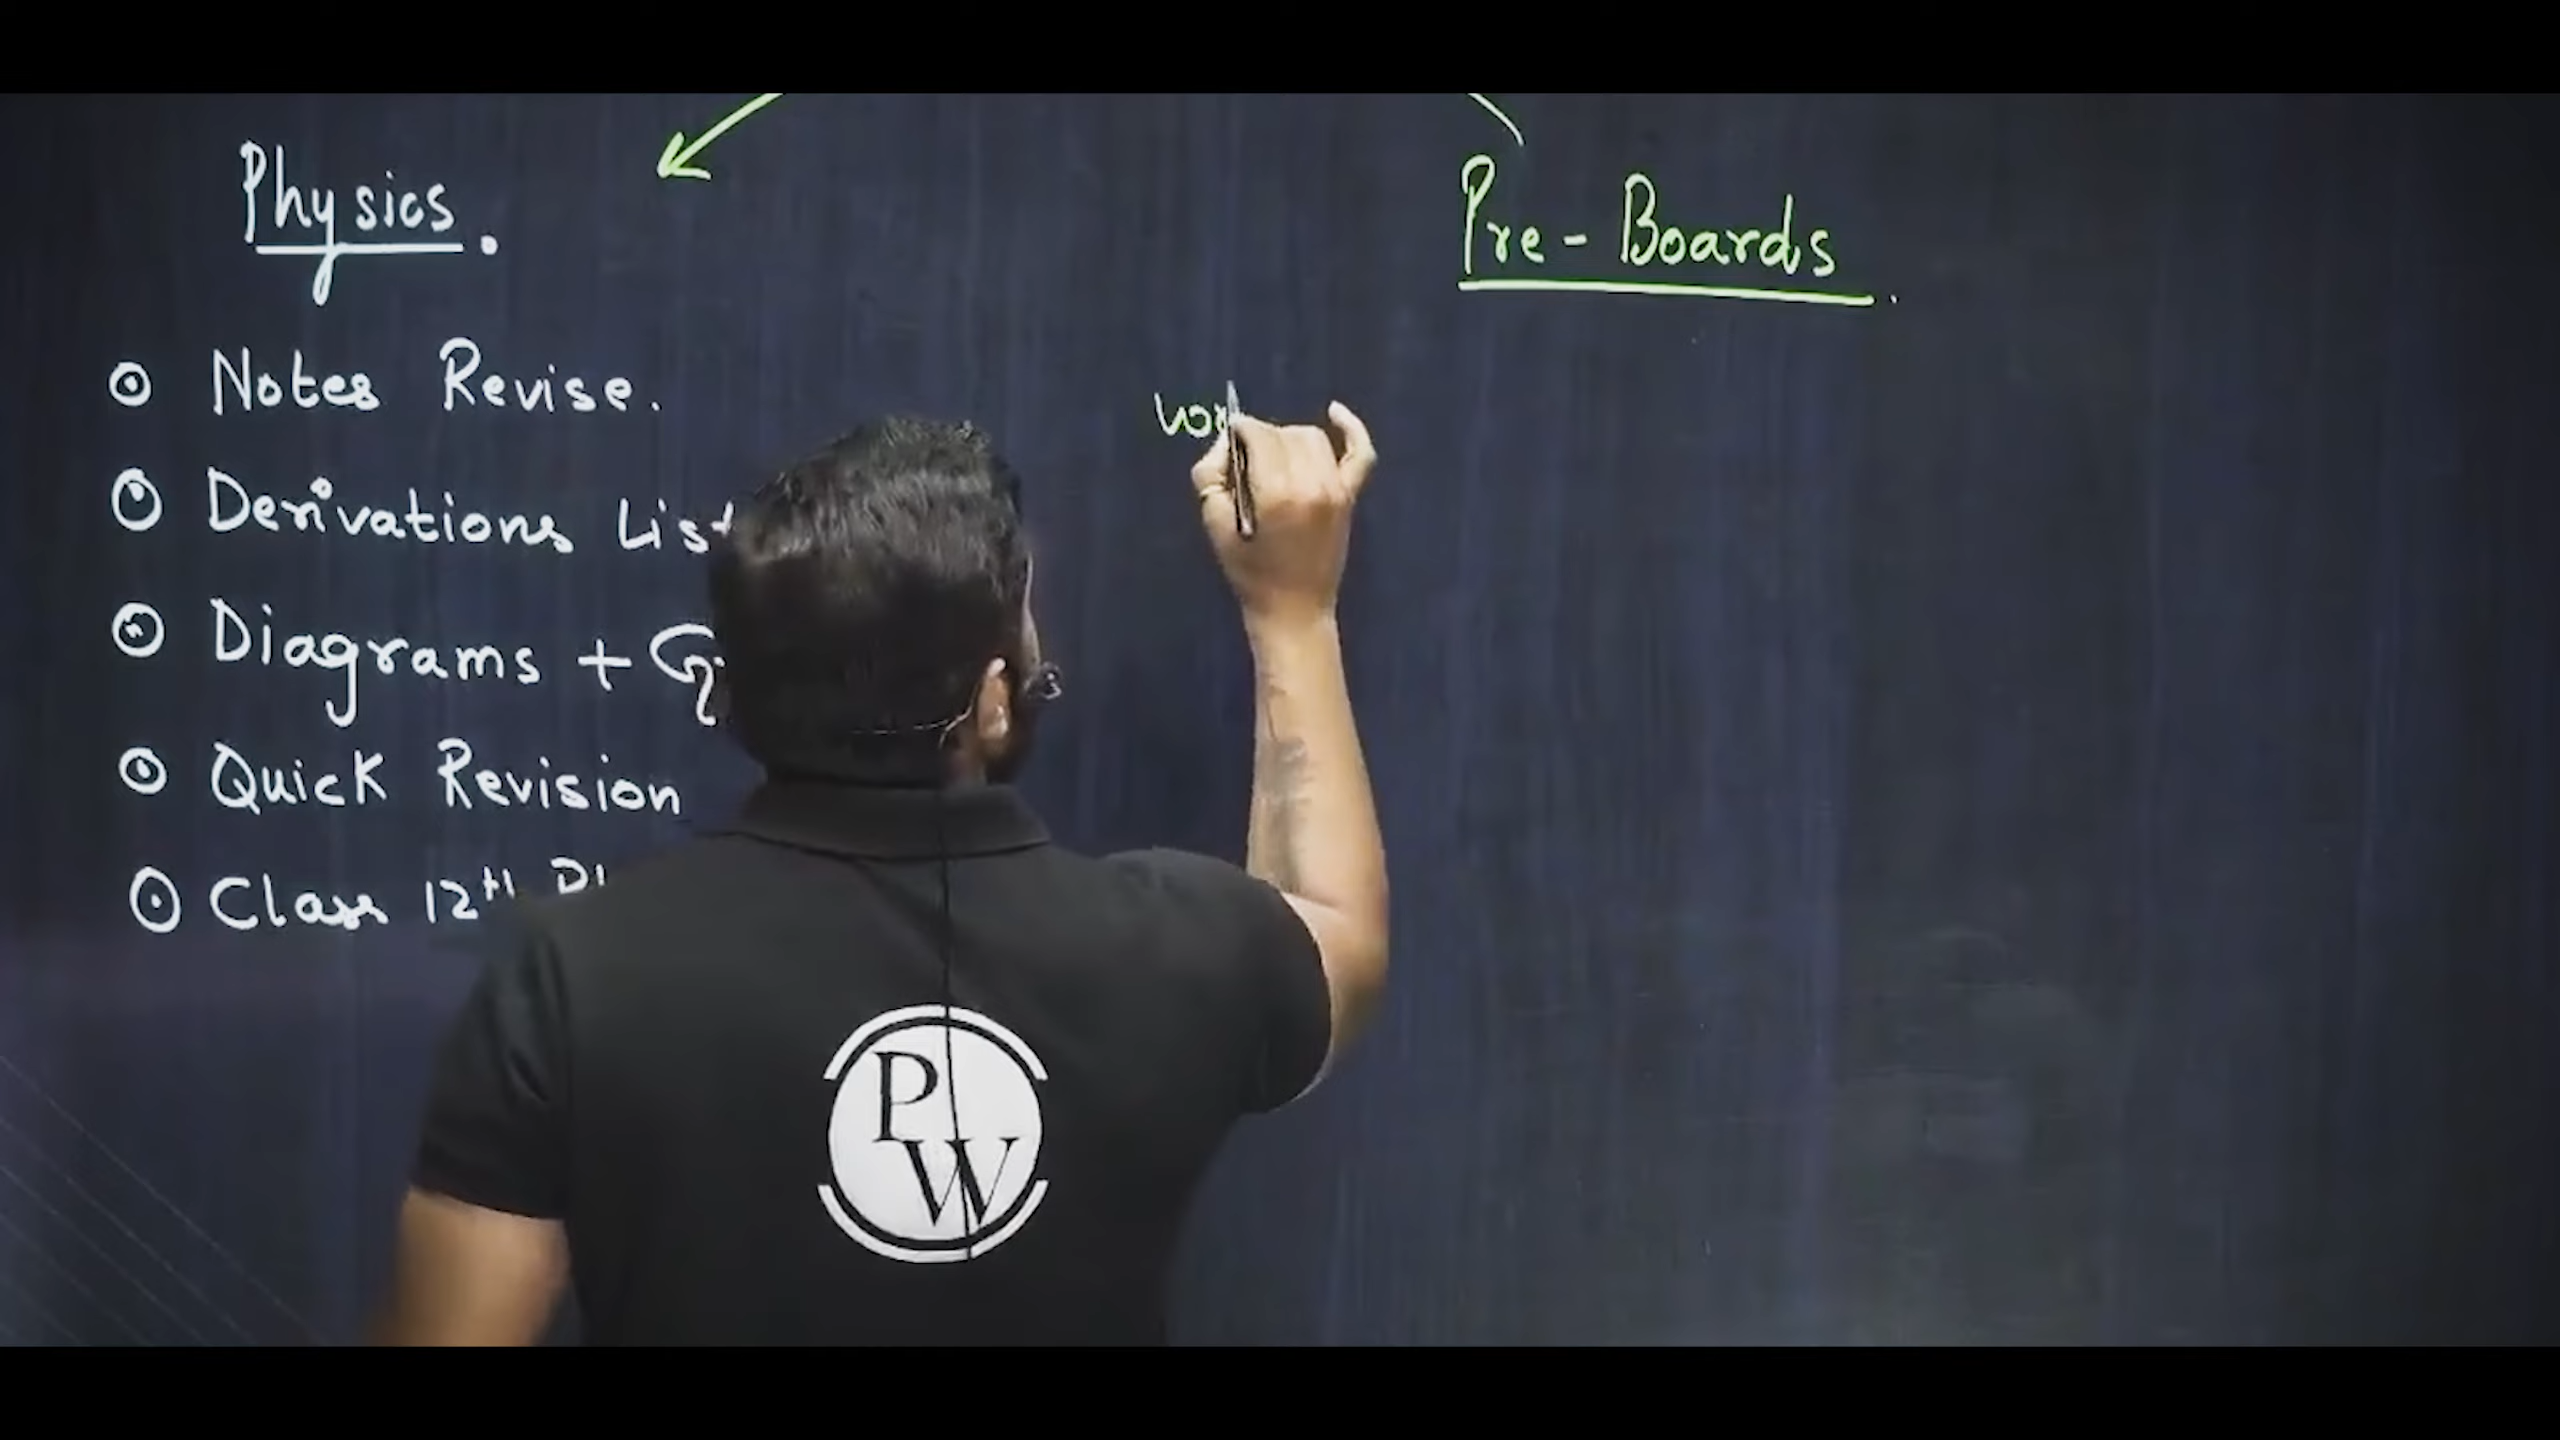 Physics.
Notes Revise.
Derivations List
Diagrams +
Quick Revision
Class 12th
Pre-Boards.
PW